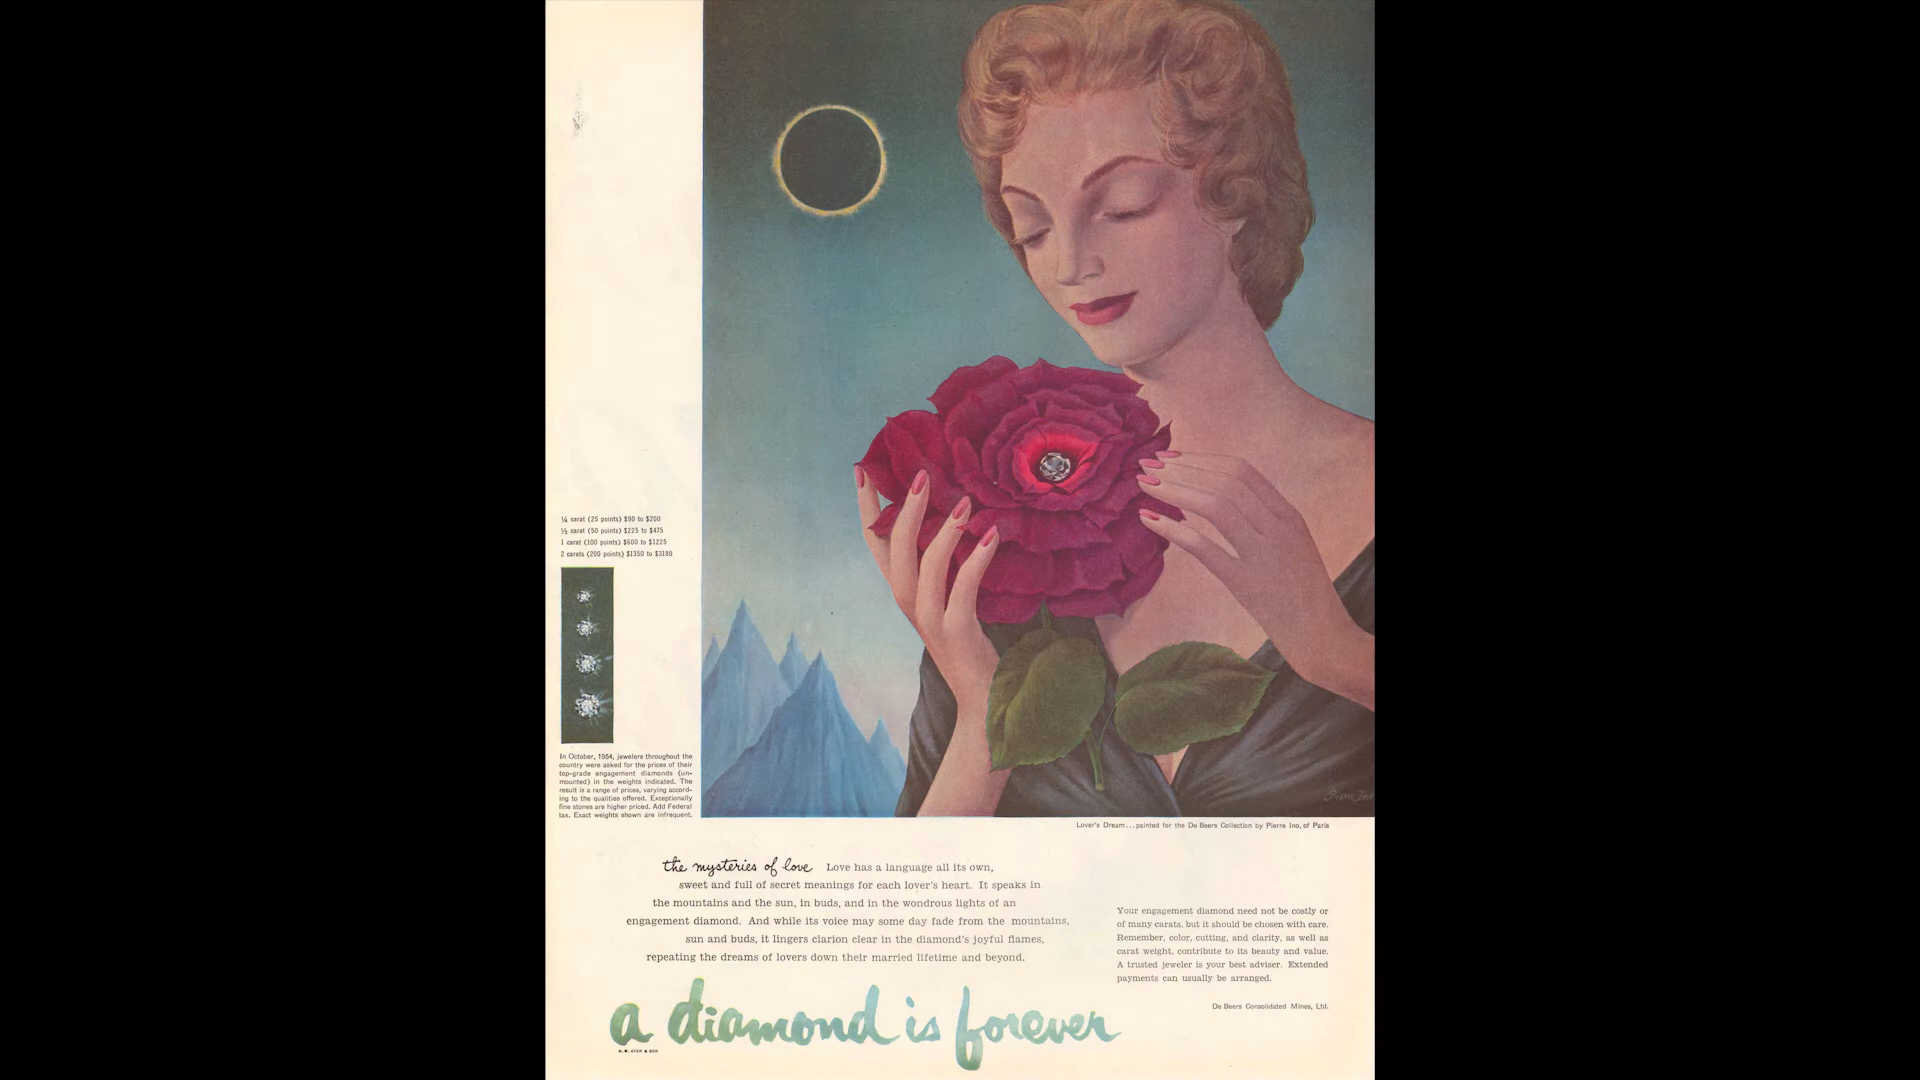 ¼ carat (25 points) $90 to $200
½ carat (50 points) $225 to $475
1 carat (100 points) $600 to $1225
2 carats (200 points) $1350 to $3180
In October, 1954, jewelers throughout the
country were asked for the prices of their
top-grade engagement diamonds (un-
mounted) in the weights indicated. The
result is a range of prices, varying accord-
ing to the qualities offered. Exceptionally
fine stones are higher priced. Add Federal
tax. Exact weights shown are infrequent.
Lover's Dream...painted for the De Beers Collection by Pierre Ino, of Paris
the mysteries of love Love has a language all its own,
sweet and full of secret meanings for each lover's heart. It speaks in
the mountains and the sun, in buds, and in the wondrous lights of an
engagement diamond. And while its voice may some day fade from the mountains,
sun and buds, it lingers clarion clear in the diamond's joyful flames,
repeating the dreams of lovers down their married lifetime and beyond.
Your engagement diamond need not be costly or
of many carats, but it should be chosen with care.
Remember, color, cutting, and clarity, as well as
carat weight, contribute to its beauty and value.
A trusted jeweler is your best adviser. Extended
payments can usually be arranged.
De Beers Consolidated Mines, Ltd.
a diamond is forever
N. W. AYER & SON